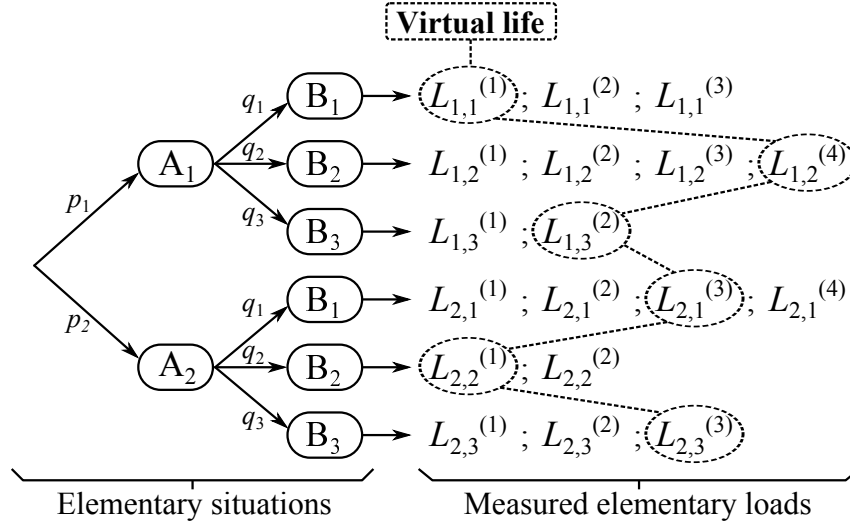 Virtual life
q₁ B₁ L₁,₁⁽¹⁾ ; L₁,₁⁽²⁾ ; L₁,₁⁽³⁾
A₁ q₂ B₂ L₁,₂⁽¹⁾ ; L₁,₂⁽²⁾ ; L₁,₂⁽³⁾ ; L₁,₂⁽⁴⁾
p₁ q₃ B₃ L₁,₃⁽¹⁾ ; L₁,₃⁽²⁾
q₁ B₁ L₂,₁⁽¹⁾ ; L₂,₁⁽²⁾ ; L₂,₁⁽³⁾ ; L₂,₁⁽⁴⁾
p₂ A₂ q₂ B₂ L₂,₂⁽¹⁾ ; L₂,₂⁽²⁾
q₃ B₃ L₂,₃⁽¹⁾ ; L₂,₃⁽²⁾ ; L₂,₃⁽³⁾
Elementary situations Measured elementary loads